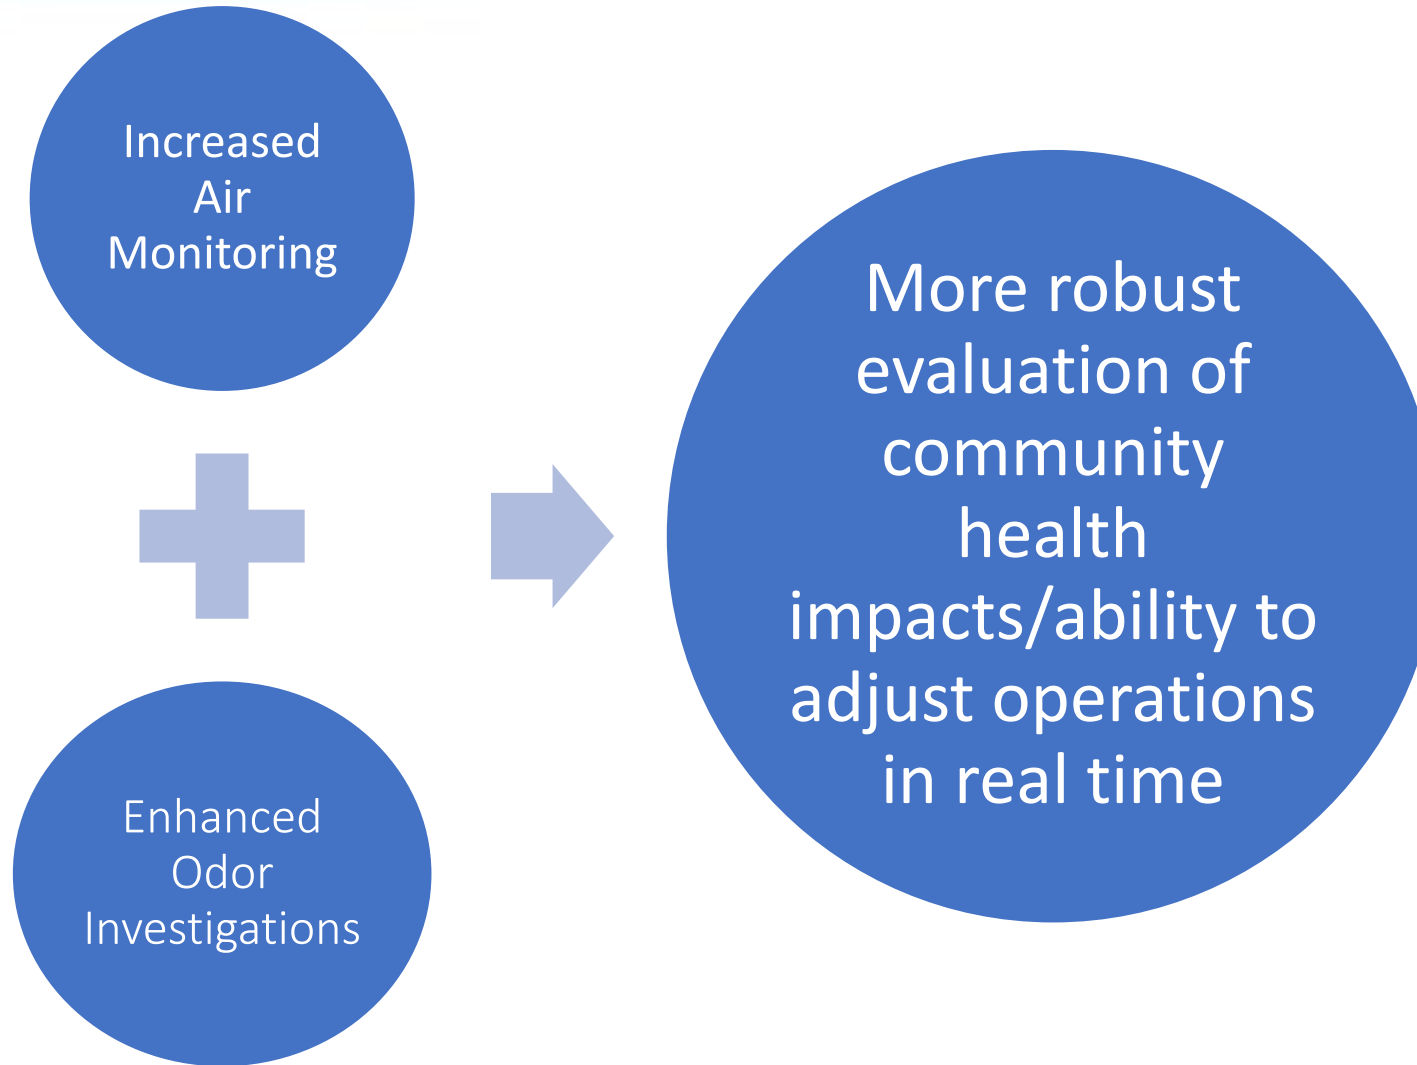 Increased
Air
Monitoring
Enhanced
Odor
Investigations
More robust
evaluation of
community
health
impacts/ability to
adjust operations
in real time